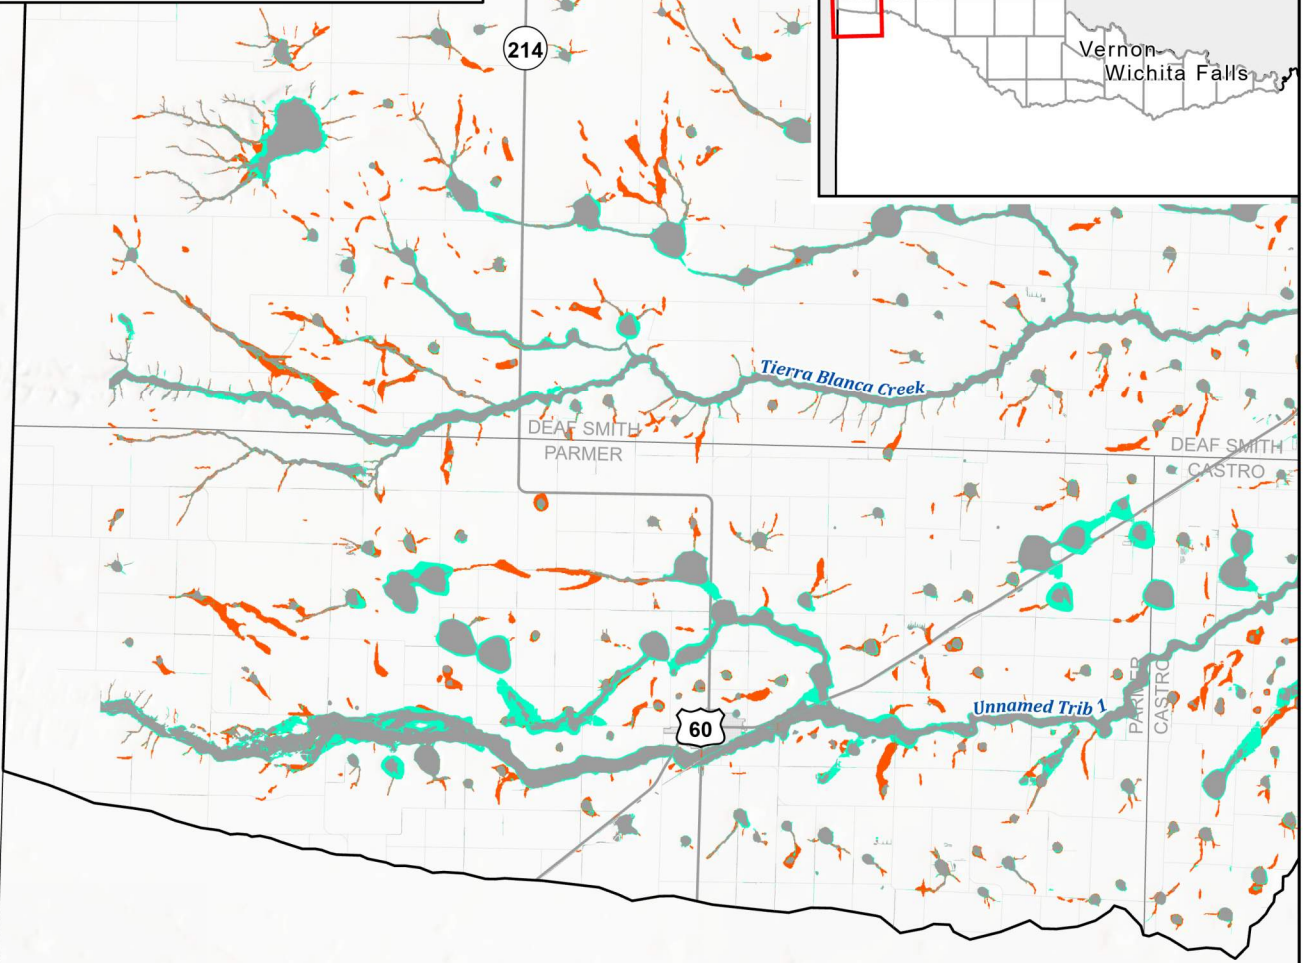 214
Vernon
Wichita Falls
Tierra Blanca Creek
DEAF SMITH
PARMER
DEAF SMITH
CASTRO
PARMER
CASTRO
Unnamed Trib 1
60